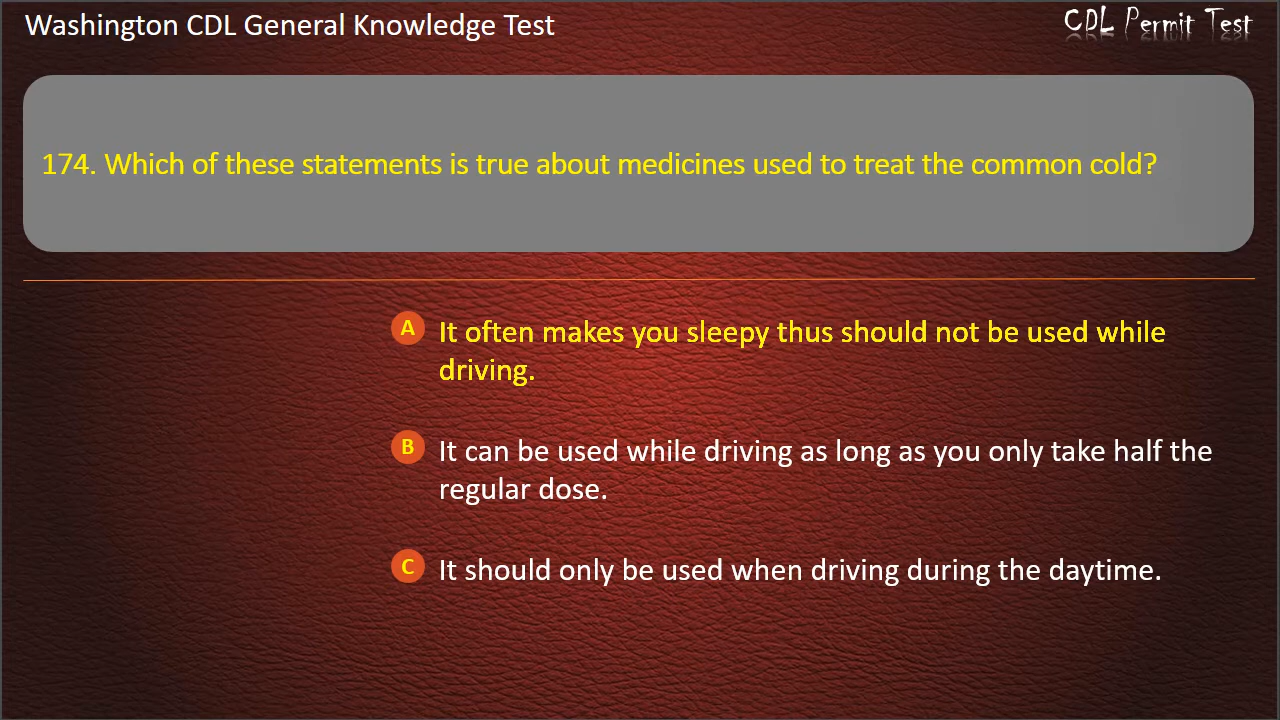 Washington CDL General Knowledge Test
CDL Permit Test
174. Which of these statements is true about medicines used to treat the common cold?
A It often makes you sleepy thus should not be used while
driving.
B It can be used while driving as long as you only take half the
regular dose.
C It should only be used when driving during the daytime.